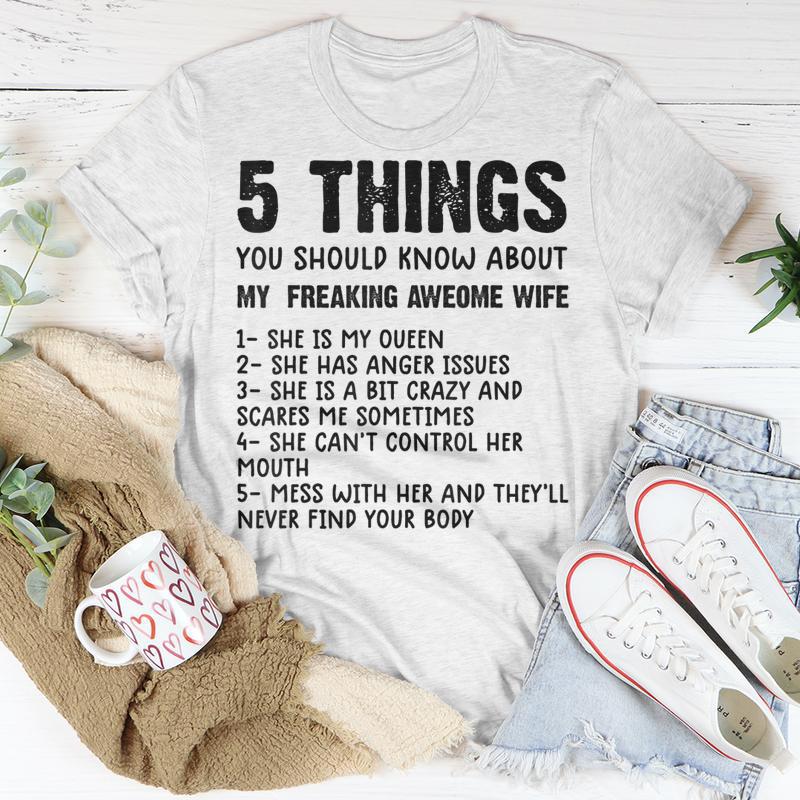 5 THINGS
YOU SHOULD KNOW ABOUT
MY FREAKING AWEOME WIFE
1- SHE IS MY OUEEN
2- SHE HAS ANGER ISSUES
3- SHE IS A BIT CRAZY AND
SCARES ME SOMETIMES
4- SHE CAN'T CONTROL HER
MOUTH
5- MESS WITH HER AND THEY'LL
NEVER FIND YOUR BODY